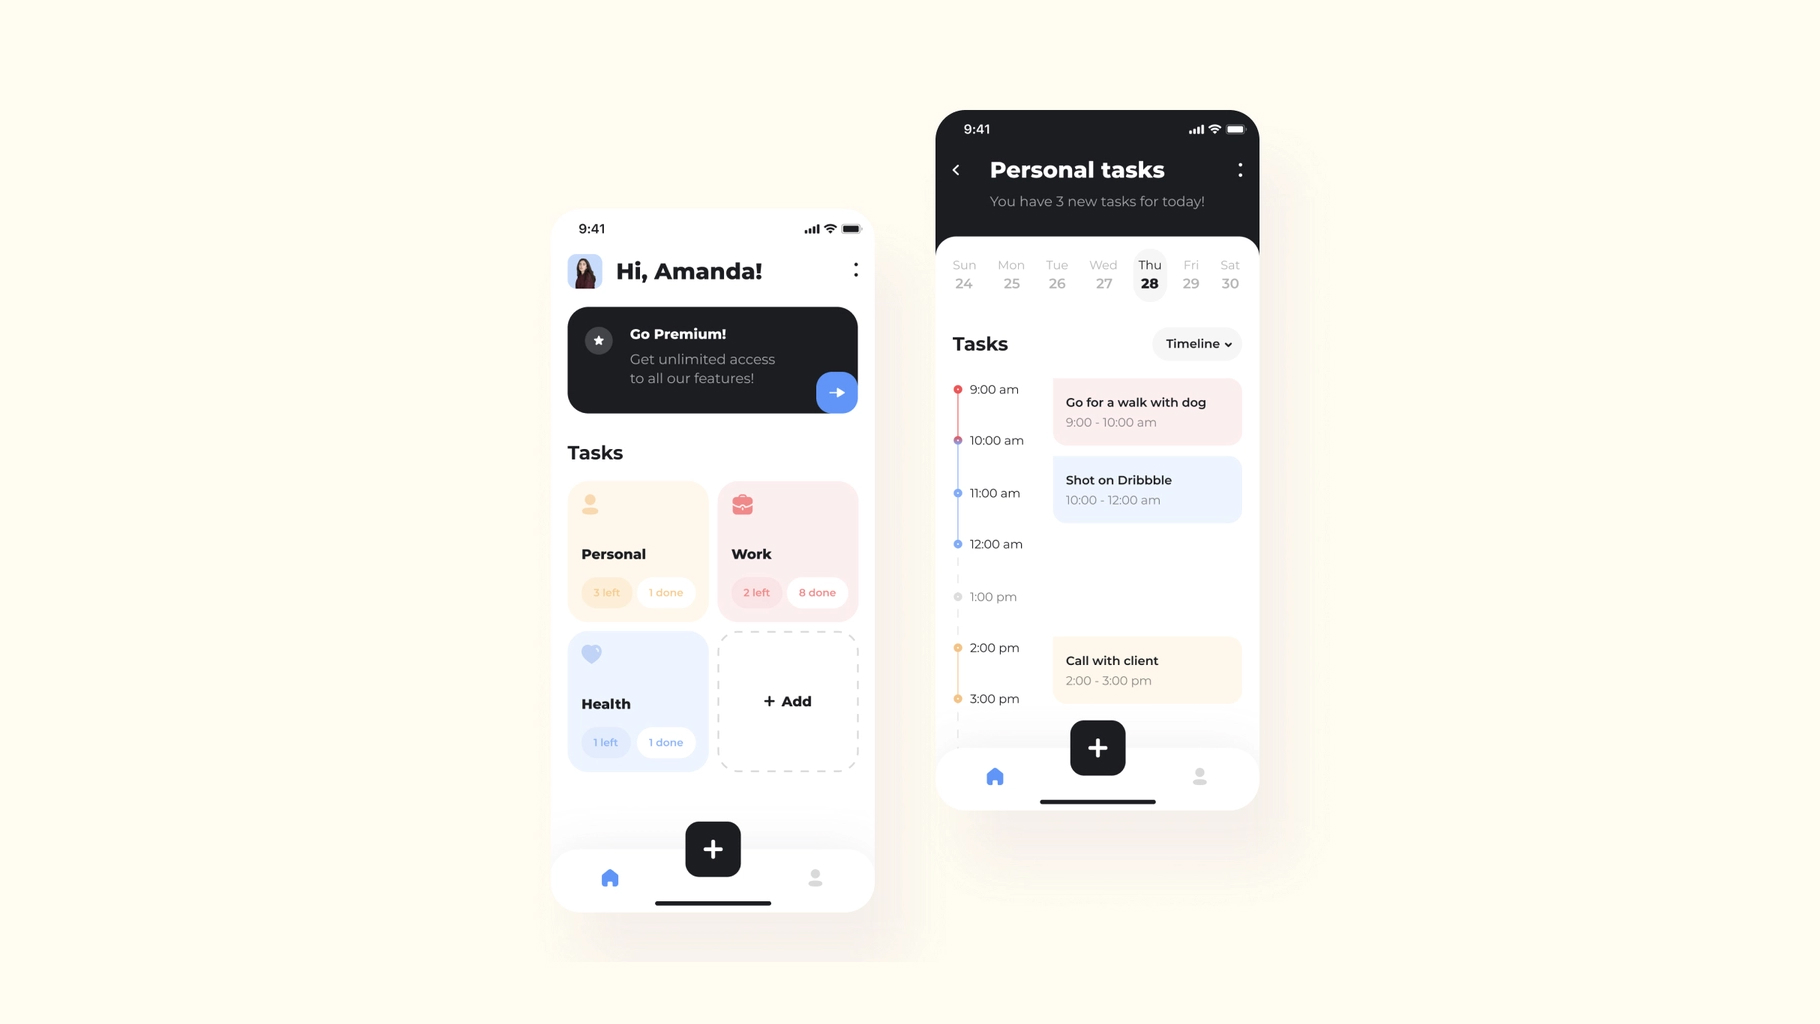 9:41
Hi, Amanda!
Go Premium!
Get unlimited access
to all our features!
Tasks
Personal
3 left 1 done
Work
2 left 8 done
Health
1 left 1 done
+ Add
9:41
Personal tasks
You have 3 new tasks for today!
Sun Mon Tue Wed Thu Fri Sat
24 25 26 27 28 29 30
Tasks
Timeline
9:00 am
Go for a walk with dog
9:00 - 10:00 am
10:00 am
Shot on Dribbble
10:00 - 12:00 am
11:00 am
12:00 am
1:00 pm
2:00 pm
Call with client
2:00 - 3:00 pm
3:00 pm